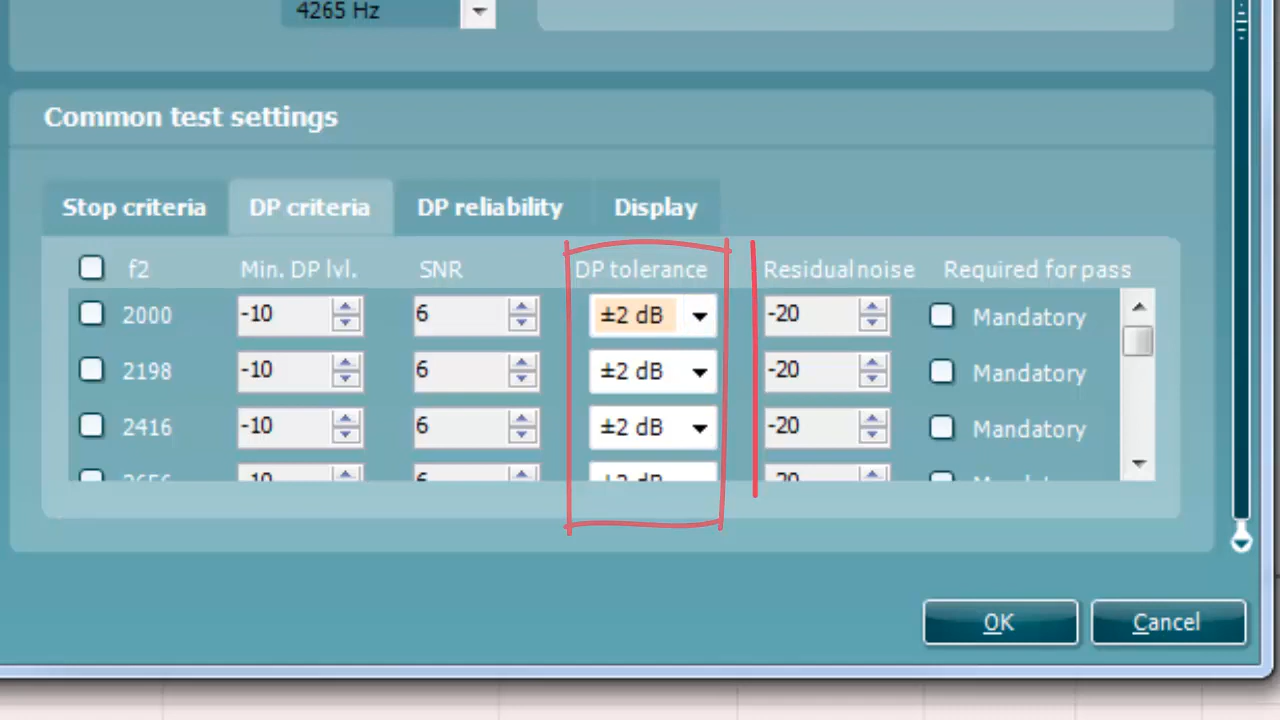 4265 Hz
Common test settings
Stop criteria DP criteria DP reliability Display
f2 Min. DP lvl. SNR DP tolerance Residual noise Required for pass
2000 -10 6 ±2 dB -20 Mandatory
2198 -10 6 ±2 dB -20 Mandatory
2416 -10 6 ±2 dB -20 Mandatory
OK Cancel